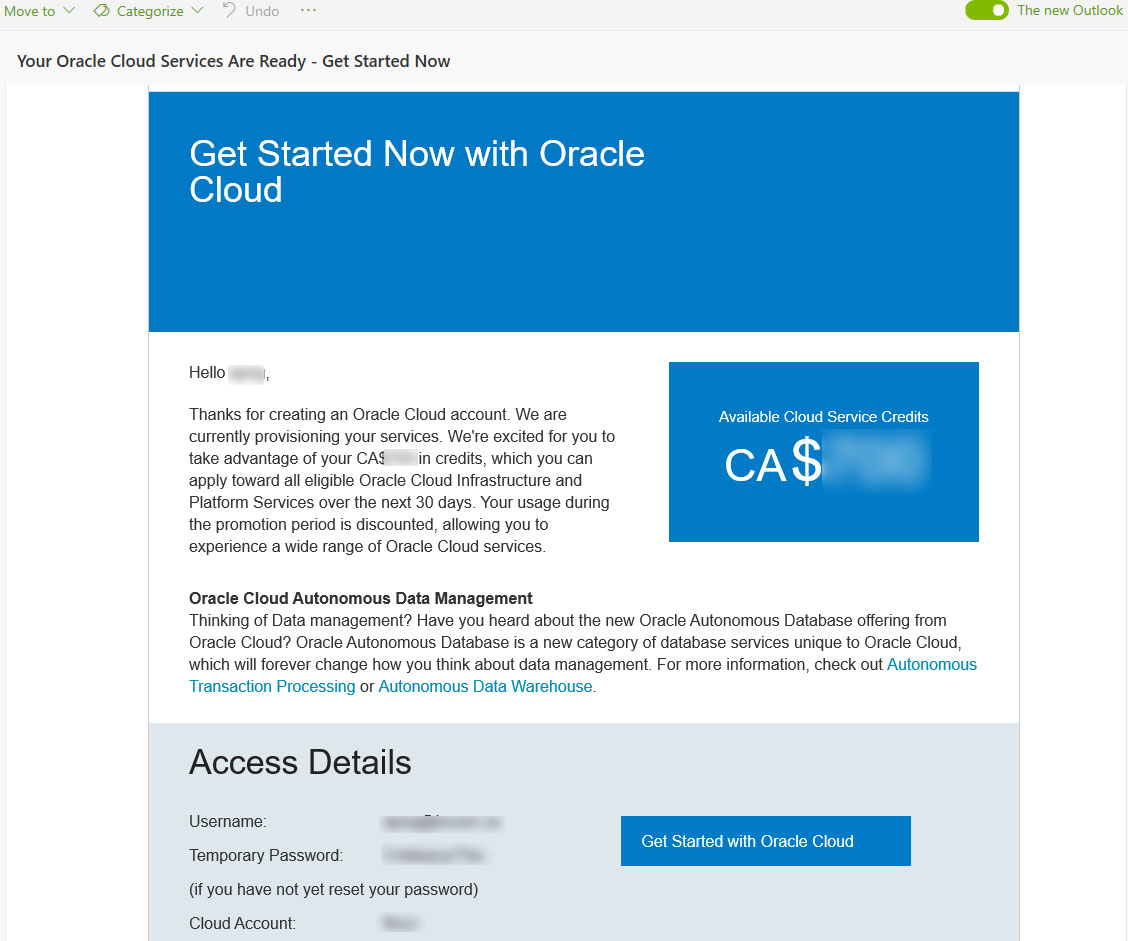 Move to Categorize Undo ··· The new Outlook
Your Oracle Cloud Services Are Ready - Get Started Now
Get Started Now with Oracle
Cloud
Hello ,
Thanks for creating an Oracle Cloud account. We are
currently provisioning your services. We're excited for you to
take advantage of your CA$ in credits, which you can
apply toward all eligible Oracle Cloud Infrastructure and
Platform Services over the next 30 days. Your usage during
the promotion period is discounted, allowing you to
experience a wide range of Oracle Cloud services.
Available Cloud Service Credits
CA$
Oracle Cloud Autonomous Data Management
Thinking of Data management? Have you heard about the new Oracle Autonomous Database offering from
Oracle Cloud? Oracle Autonomous Database is a new category of database services unique to Oracle Cloud,
which will forever change how you think about data management. For more information, check out Autonomous
Transaction Processing or Autonomous Data Warehouse.
Access Details
Username:
Temporary Password:
(if you have not yet reset your password)
Cloud Account:
Get Started with Oracle Cloud